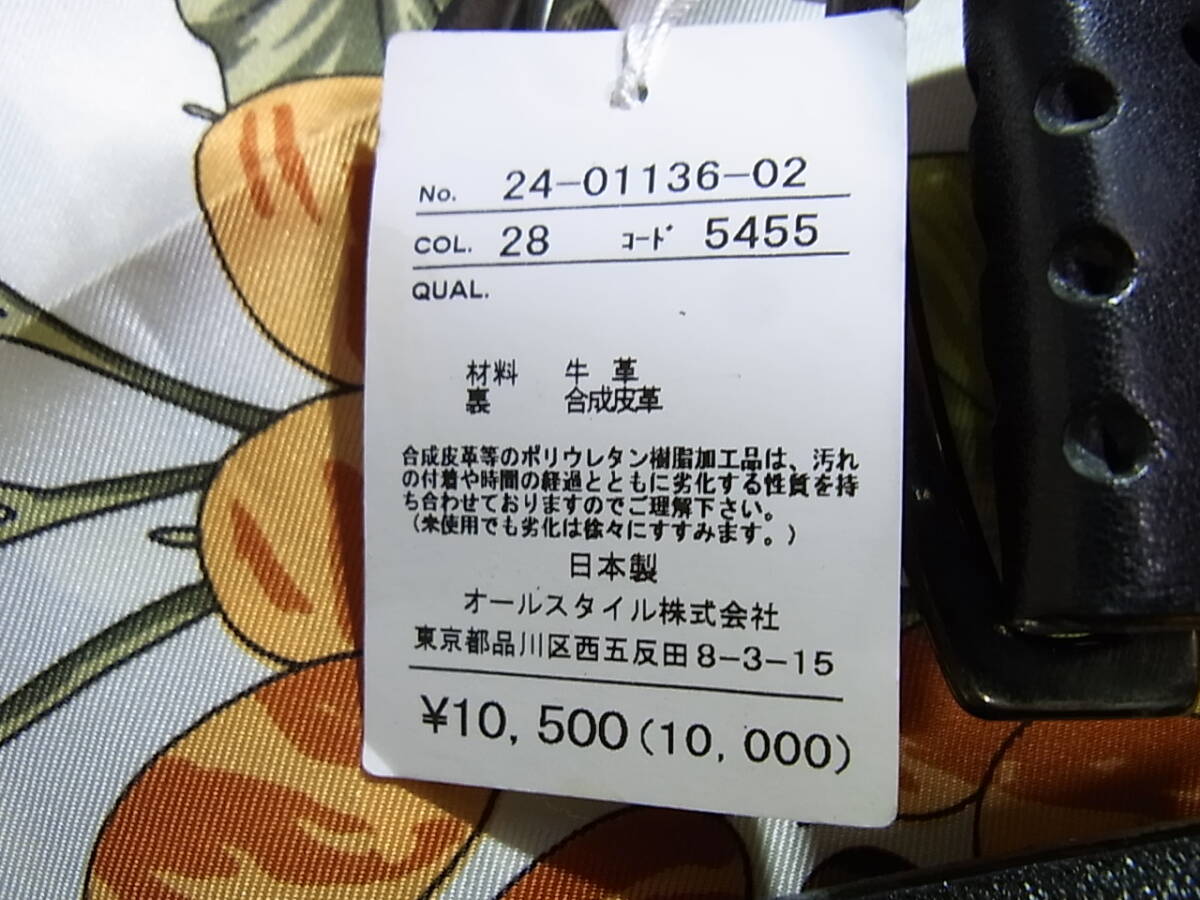 No. 24-01136-02
COL. 28 ｺｰﾄﾞ 5455
QUAL.
材料 牛 革
裏 合成皮革
合成皮革等のポリウレタン樹脂加工品は、汚れ
の付着や時間の経過とともに劣化する性質を持
ち合わせておりますのでご理解下さい。
(未使用でも劣化は徐々にすすみます。)
日本製
オールスタイル株式会社
東京都品川区西五反田8-3-15
¥10,500(10,000)